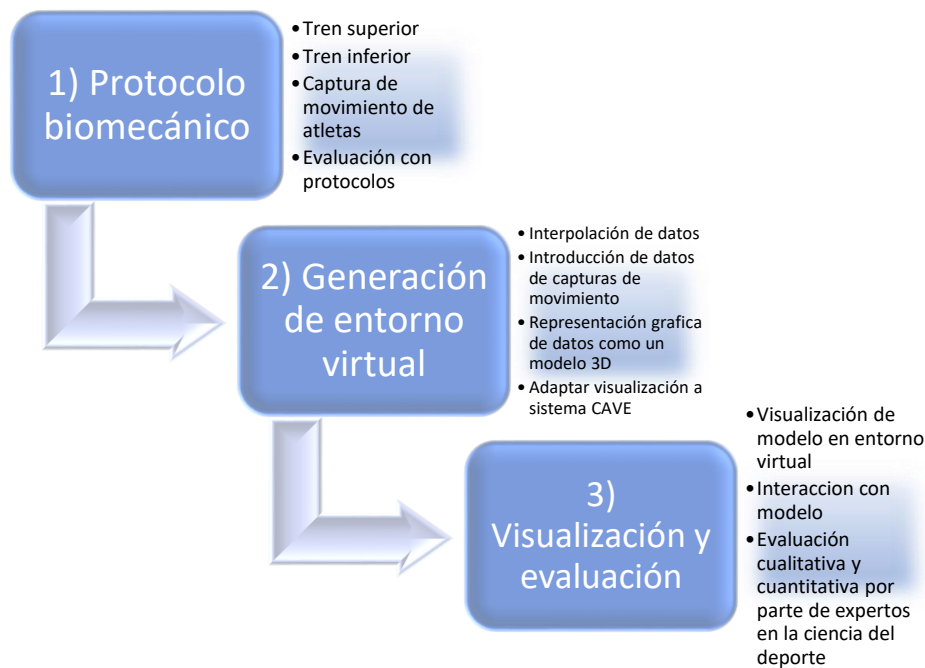 1) Protocolo
biomecánico
•Tren superior
•Tren inferior
•Captura de
movimiento de
atletas
•Evaluación con
protocolos
2) Generación
de entorno
virtual
• Interpolación de datos
• Introducción de datos
de capturas de
movimiento
• Representación grafica
de datos como un
modelo 3D
• Adaptar visualización a
sistema CAVE
3)
Visualización y
evaluación
•Visualización de
modelo en entorno
virtual
•Interaccion con
modelo
•Evaluación
cualitativa y
cuantitativa por
parte de expertos
en la ciencia del
deporte